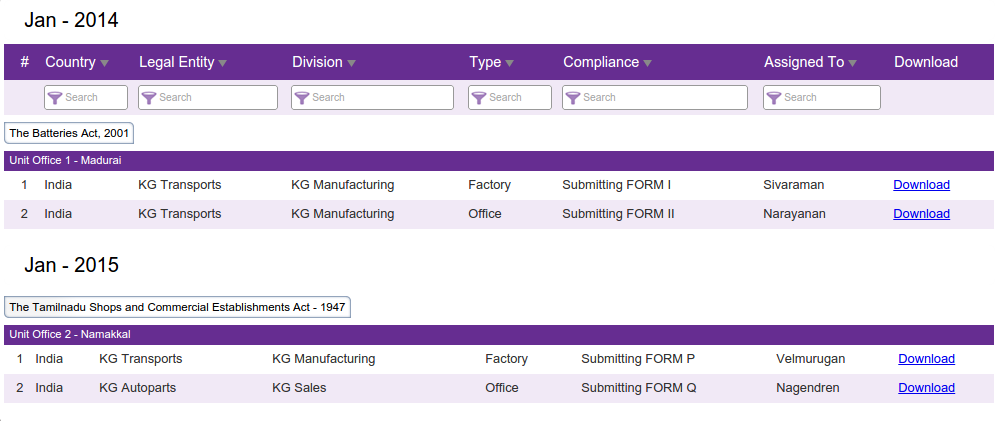 Jan - 2014
# Country Legal Entity Division Type Compliance Assigned To Download
Search Search Search Search Search Search
The Batteries Act, 2001
Unit Office 1 - Madurai
1 India KG Transports KG Manufacturing Factory Submitting FORM I Sivaraman Download
2 India KG Transports KG Manufacturing Office Submitting FORM II Narayanan Download
Jan - 2015
The Tamilnadu Shops and Commercial Establishments Act - 1947
Unit Office 2 - Namakkal
1 India KG Transports KG Manufacturing Factory Submitting FORM P Velmurugan Download
2 India KG Autoparts KG Sales Office Submitting FORM Q Nagendren Download